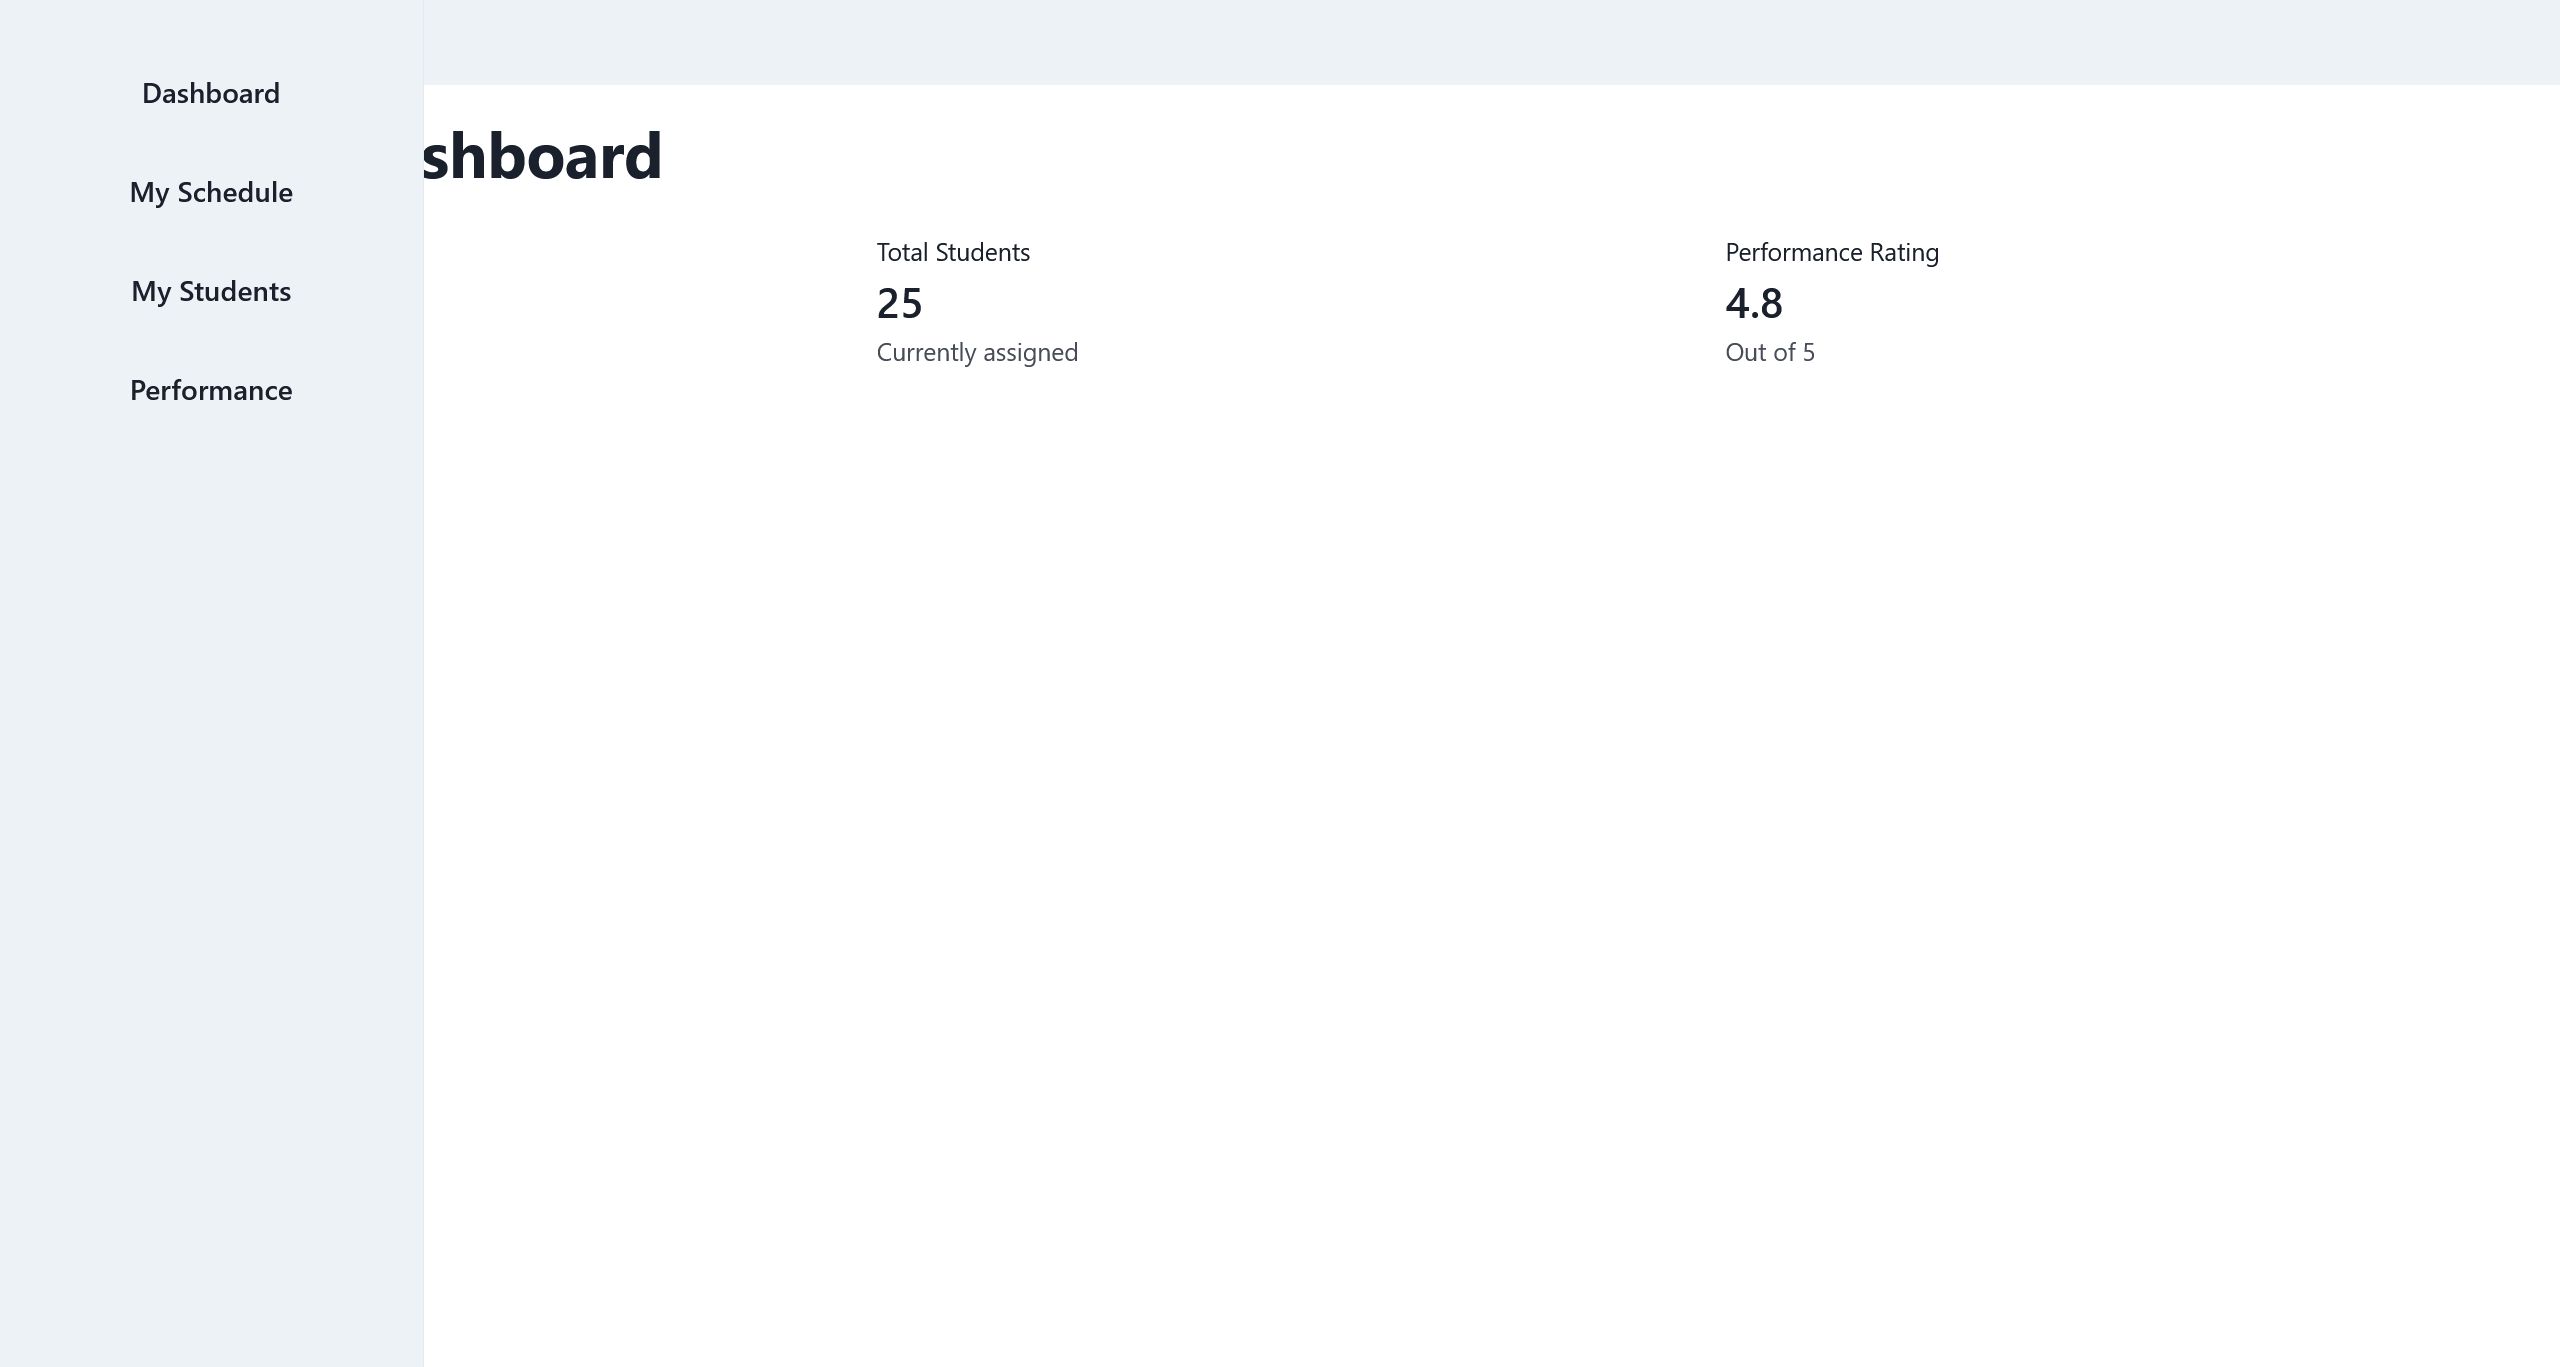 Dashboard
My Schedule
My Students
Performance
shboard
Total Students
25
Currently assigned
Performance Rating
4.8
Out of 5